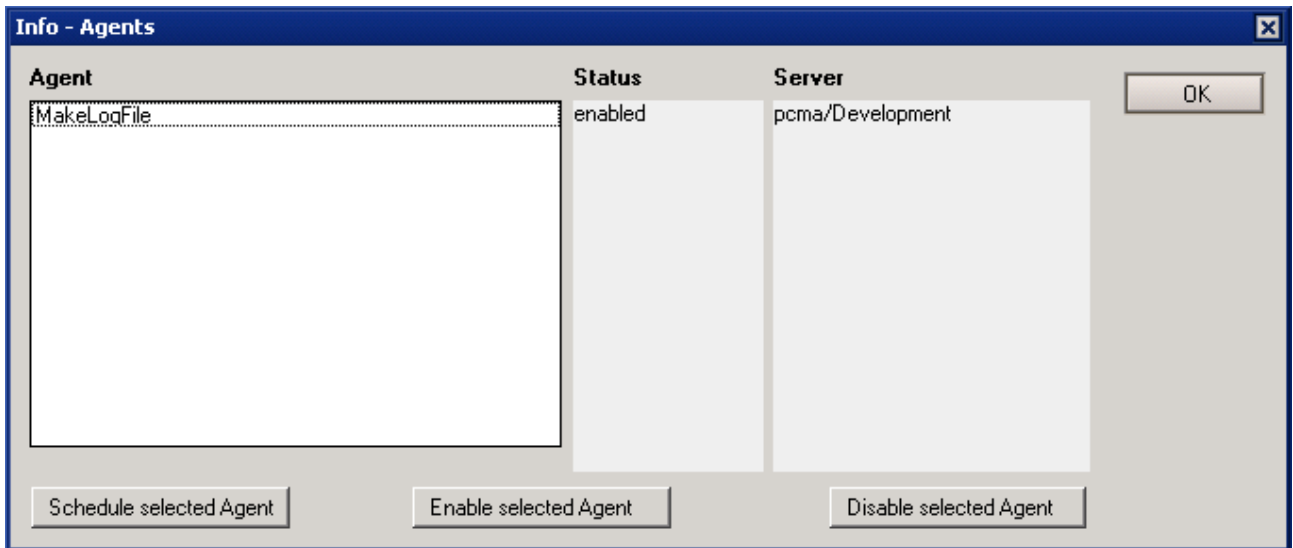 Info - Agents
Agent Status Server
OK
MakeLogFile enabled pcma/Development
Schedule selected Agent Enable selected Agent Disable selected Agent